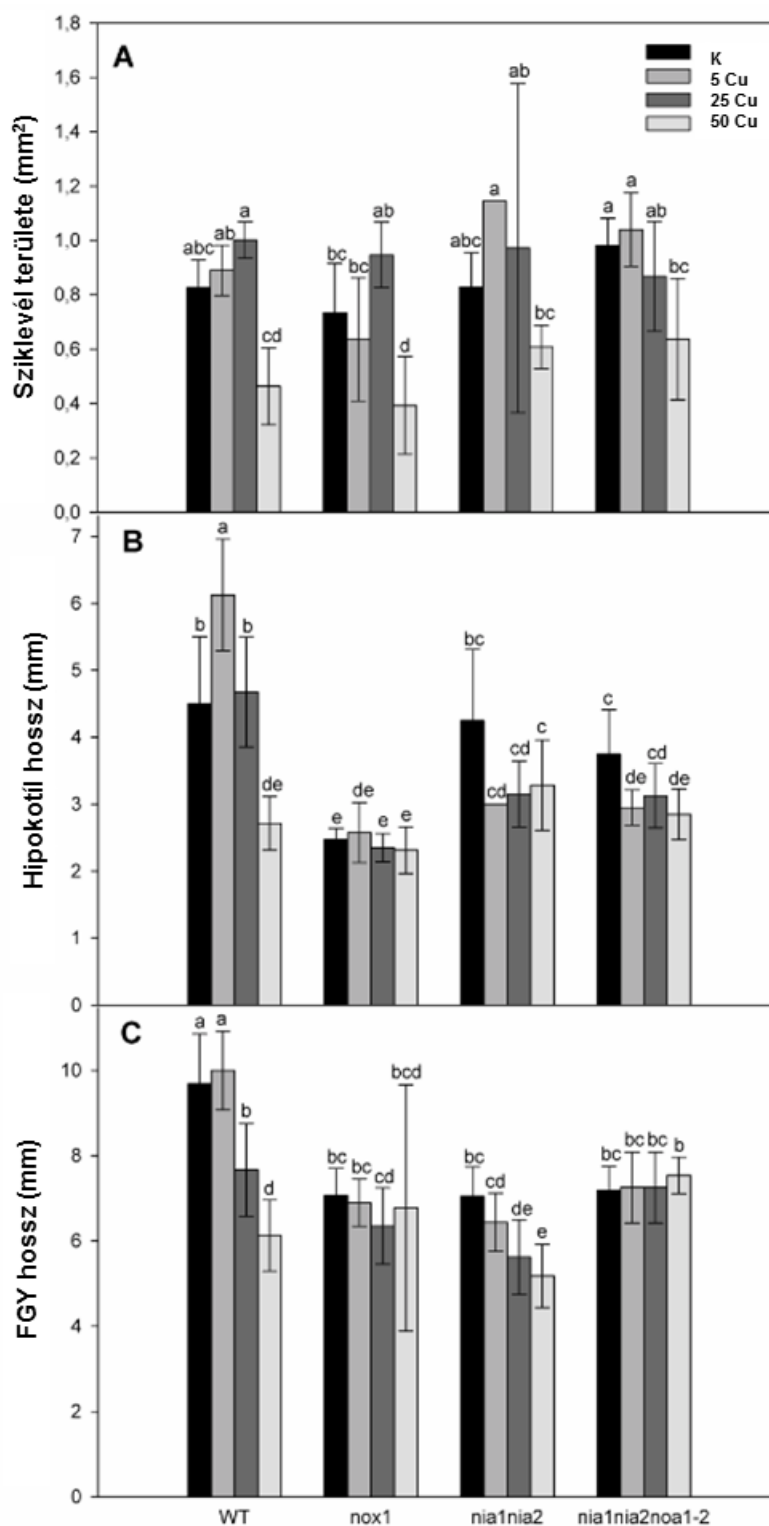 A
K
5 Cu
25 Cu
50 Cu
Sziklevél területe (mm²)
1,8
1,6
1,4
1,2
1,0
0,8
0,6
0,4
0,2
0,0
abc ab a cd
bc bc ab d
abc a ab bc
a a ab bc
B
Hipokotíl hossz (mm)
7
6
5
4
3
2
1
0
b a b de
e de e e
bc cd cd c
c de cd de
C
FGY hossz (mm)
10
8
6
4
2
0
a a b d
bc bc cd bcd
bc cd de e
bc bc bc b
WT nox1 nia1nia2 nia1nia2noa1-2